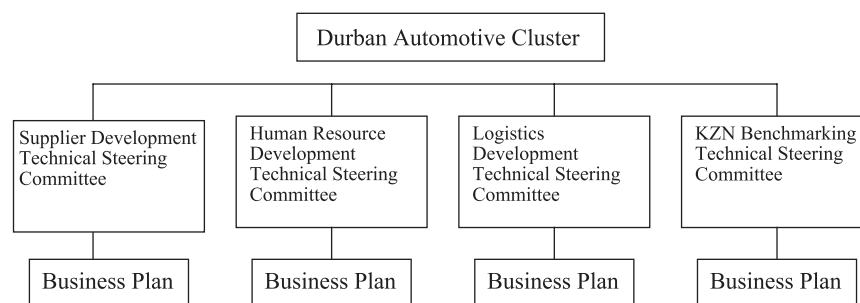 Durban Automotive Cluster
Supplier Development
Technical Steering
Committee
Human Resource
Development
Technical Steering
Committee
Logistics
Development
Technical Steering
Committee
KZN Benchmarking
Technical Steering
Committee
Business Plan
Business Plan
Business Plan
Business Plan